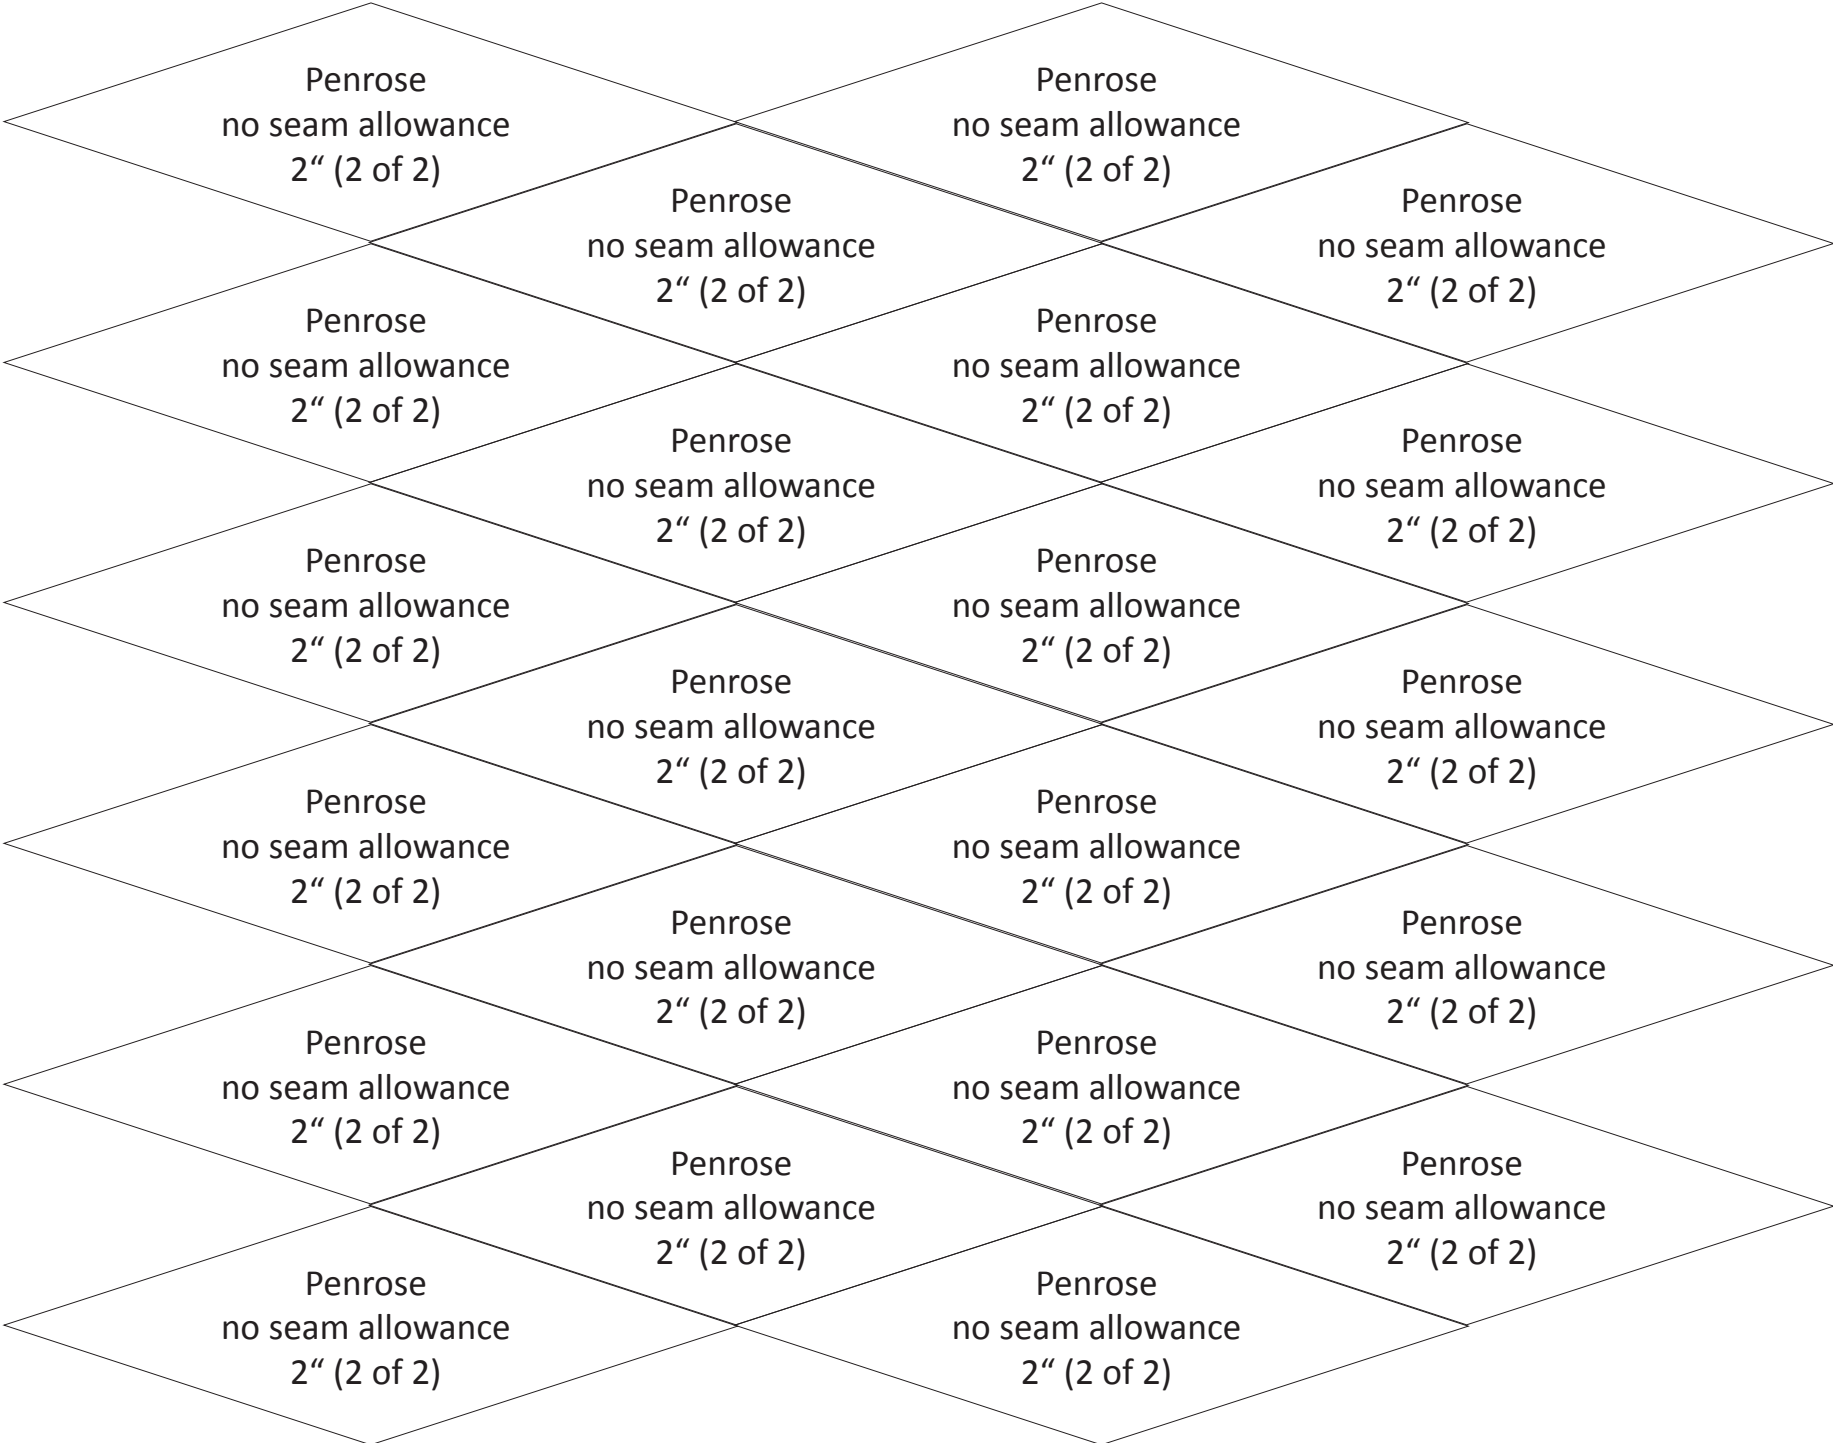 Penrose
no seam allowance
2“ (2 of 2)
Penrose
no seam allowance
2“ (2 of 2)
Penrose
no seam allowance
2“ (2 of 2)
Penrose
no seam allowance
2“ (2 of 2)
Penrose
no seam allowance
2“ (2 of 2)
Penrose
no seam allowance
2“ (2 of 2)
Penrose
no seam allowance
2“ (2 of 2)
Penrose
no seam allowance
2“ (2 of 2)
Penrose
no seam allowance
2“ (2 of 2)
Penrose
no seam allowance
2“ (2 of 2)
Penrose
no seam allowance
2“ (2 of 2)
Penrose
no seam allowance
2“ (2 of 2)
Penrose
no seam allowance
2“ (2 of 2)
Penrose
no seam allowance
2“ (2 of 2)
Penrose
no seam allowance
2“ (2 of 2)
Penrose
no seam allowance
2“ (2 of 2)
Penrose
no seam allowance
2“ (2 of 2)
Penrose
no seam allowance
2“ (2 of 2)
Penrose
no seam allowance
2“ (2 of 2)
Penrose
no seam allowance
2“ (2 of 2)
Penrose
no seam allowance
2“ (2 of 2)
Penrose
no seam allowance
2“ (2 of 2)